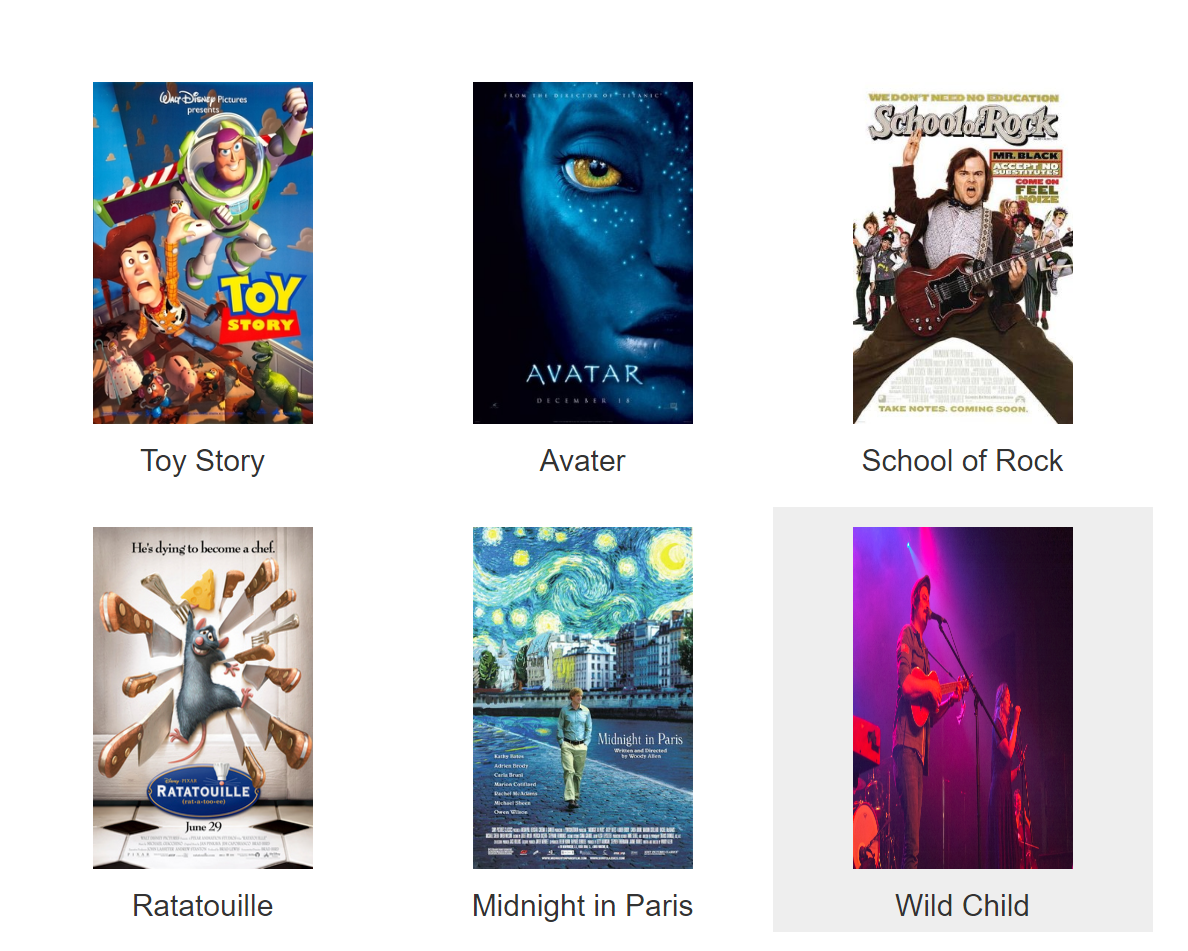 WALT DISNEY Pictures
presents
TOY
STORY
FROM THE DIRECTOR OF "TITANIC"
AVATAR
DECEMBER 18
WE DON'T NEED NO EDUCATION
School of Rock
MR. BLACK
ACCEPT NO
SUBSTITUTES
COME ON
FEEL
NOIZE
TAKE NOTES. COMING SOON.
Toy Story
Avater
School of Rock
He's dying to become a chef.
DISNEY · PIXAR
RATATOUILLE
(rat·a·too·ee)
June 29
Midnight in Paris
Written and Directed
by Woody Allen
Kathy Bates
Adrien Brody
Carla Bruni
Marion Cotillard
Rachel McAdams
Michael Sheen
Owen Wilson
Ratatouille
Midnight in Paris
Wild Child